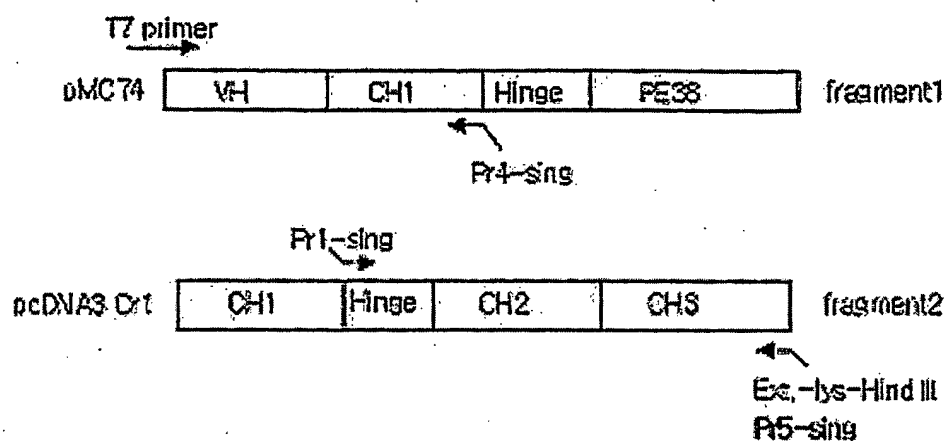 T7 primer
pMC74 VH CH1 Hinge PE38 fragment1
Pr4-sing
Pr1-sing
pcDNA3 Crt CH1 Hinge CH2 CH3 fragment2
Exc,-lys-Hind III
Pr5-sing